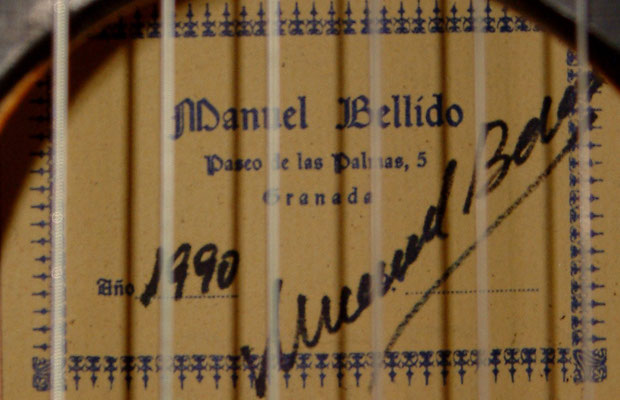 Manuel Bellido
Paseo de las Palmas, 5
Granada
Año 1990